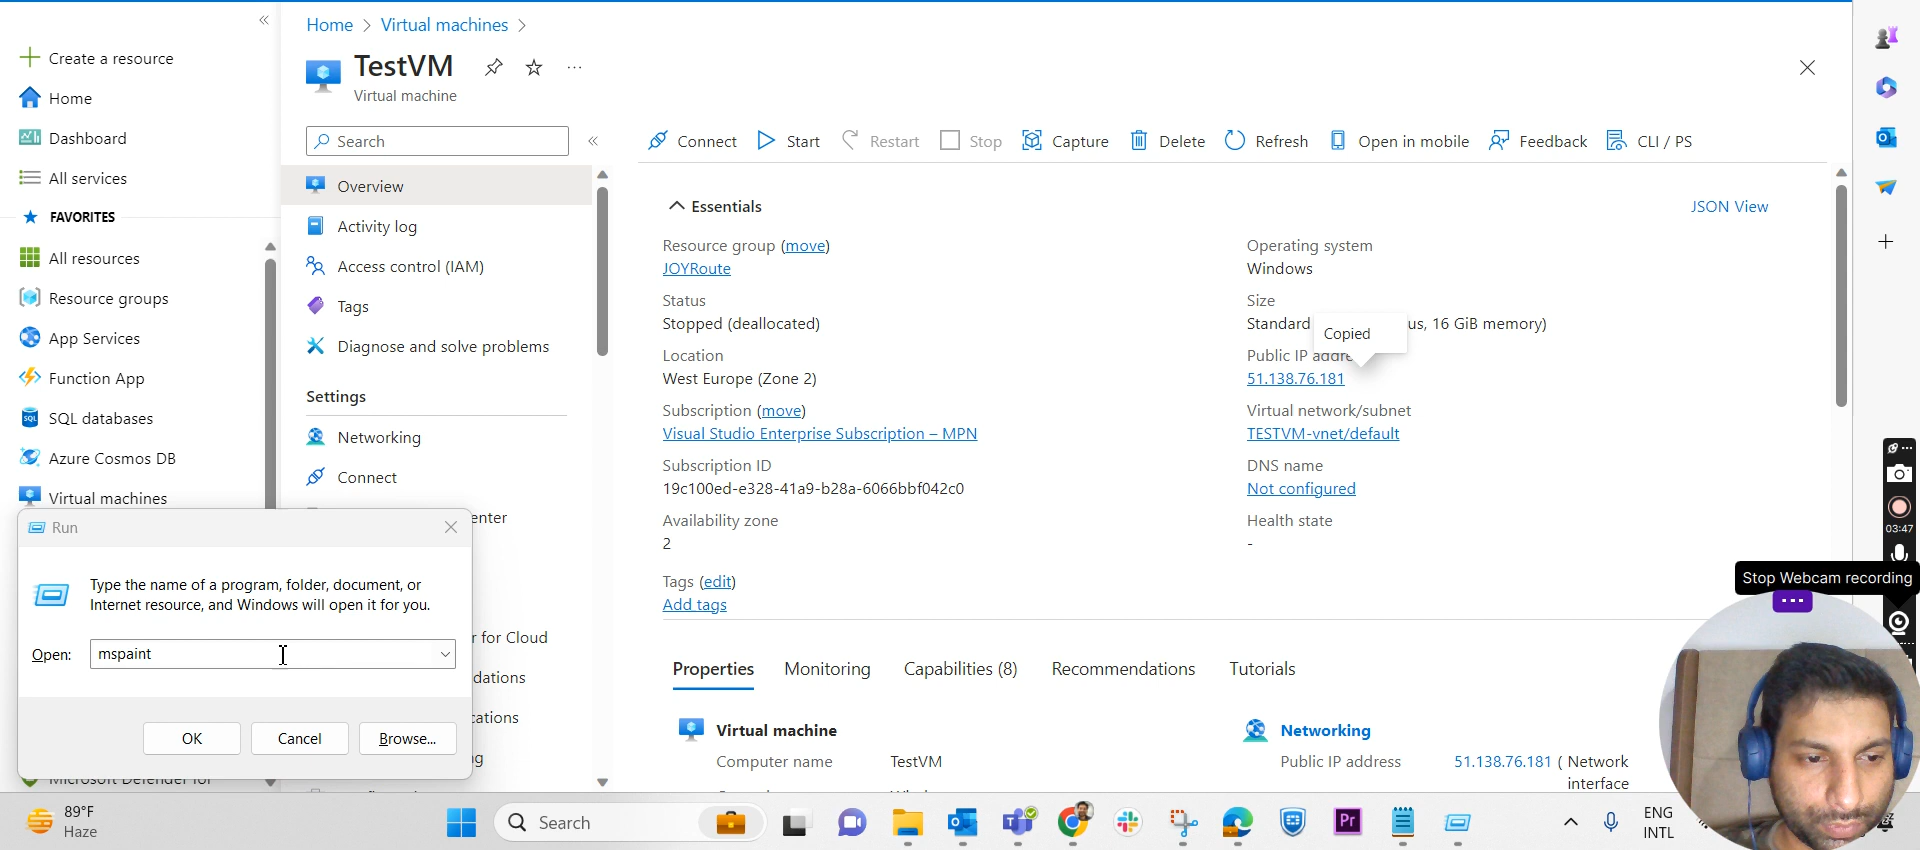 Home > Virtual machines >
TestVM
Virtual machine
Create a resource
Home
Dashboard
All services
FAVORITES
All resources
Resource groups
App Services
Function App
SQL databases
Azure Cosmos DB
Virtual machines
Search
Overview
Activity log
Access control (IAM)
Tags
Diagnose and solve problems
Settings
Networking
Connect
enter
r for Cloud
dations
cations
ng
Connect
Start
Restart
Stop
Capture
Delete
Refresh
Open in mobile
Feedback
CLI / PS
Essentials
JSON View
Resource group (move)
JOYRoute
Status
Stopped (deallocated)
Location
West Europe (Zone 2)
Subscription (move)
Visual Studio Enterprise Subscription – MPN
Subscription ID
19c100ed-e328-41a9-b28a-6066bbf042c0
Availability zone
2
Tags (edit)
Add tags
Operating system
Windows
Size
Standard us, 16 GiB memory)
Copied
Public IP addre
51.138.76.181
Virtual network/subnet
TESTVM-vnet/default
DNS name
Not configured
Health state
-
Properties
Monitoring
Capabilities (8)
Recommendations
Tutorials
Virtual machine
Computer name TestVM
Networking
Public IP address 51.138.76.181 ( Network
interface
Run
Type the name of a program, folder, document, or
Internet resource, and Windows will open it for you.
Open: mspaint
OK
Cancel
Browse...
Microsoft Defender for
03:47
Stop Webcam recording
89°F
Haze
Search
Pr
ENG
INTL